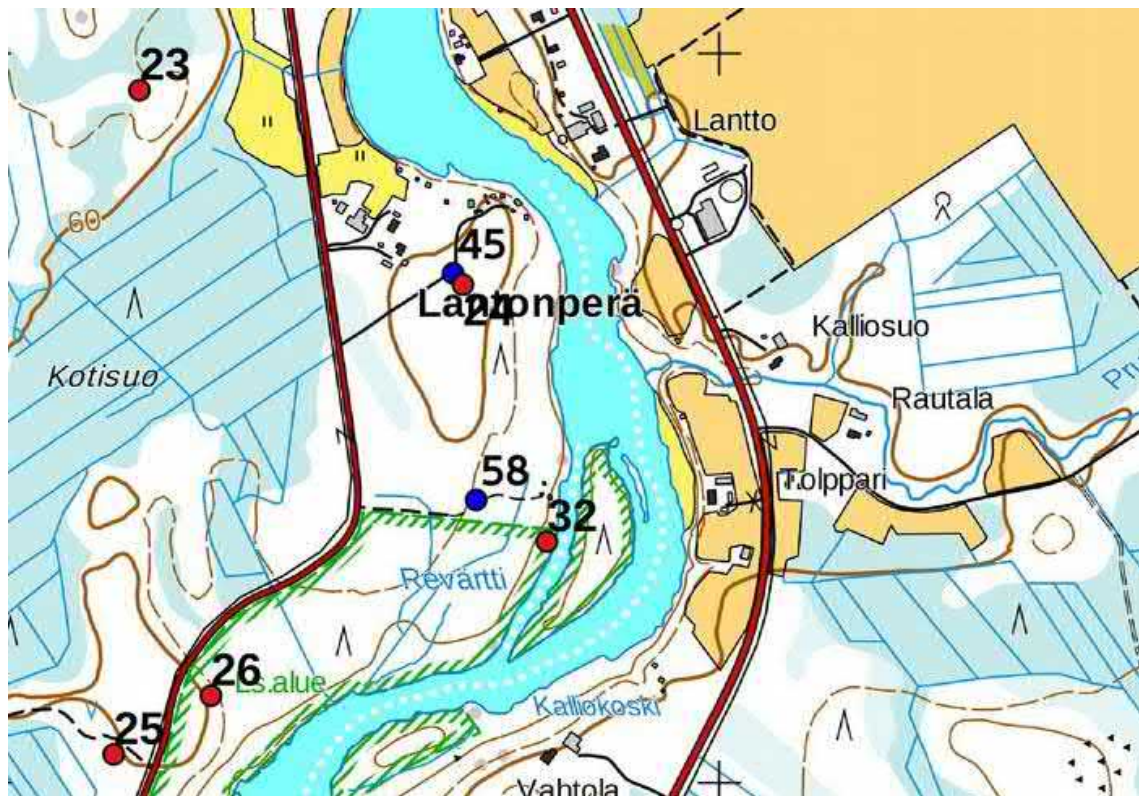 23
Lantto
60
45
Lantonperä
24
Kalliosuo
Kotisuo
Rautala
58
Tolppari
32
Revärtti
26
Ls.alue
Kalliokoski
25
Vahtola